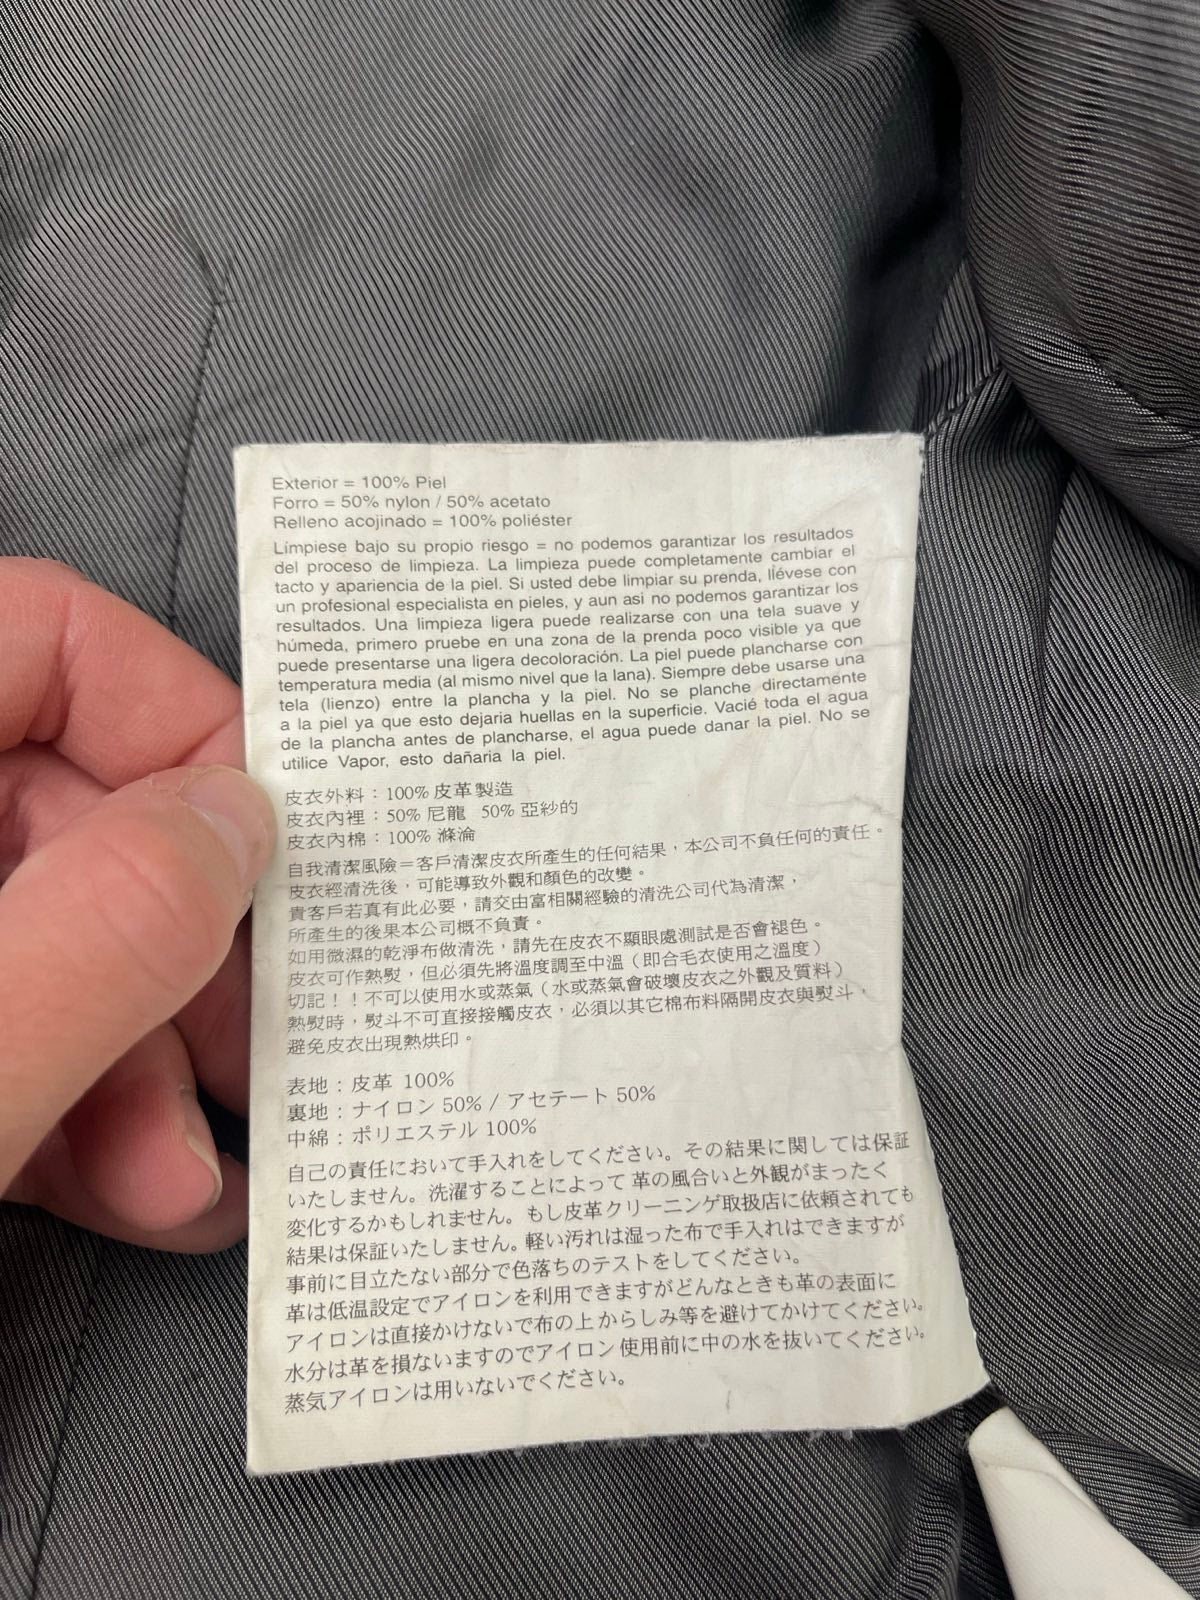 Exterior = 100% Piel
Forro = 50% nylon / 50% acetato
Relleno acojinado = 100% poliéster
Límpiese bajo su propio riesgo = no podemos garantizar los resultados
del proceso de limpieza. La limpieza puede completamente cambiar el
tacto y apariencia de la piel. Si usted debe limpiar su prenda, llévese con
un profesional especialista en pieles, y aun asi no podemos garantizar los
resultados. Una limpieza ligera puede realizarse con una tela suave y
húmeda, primero pruebe en una zona de la prenda poco visible ya que
puede presentarse una ligera decoloración. La piel puede plancharse con
temperatura media (al mismo nivel que la lana). Siempre debe usarse una
tela (lienzo) entre la plancha y la piel. No se planche directamente
a la piel ya que esto dejaria huellas en la superficie. Vacié toda el agua
de la plancha antes de plancharse, el agua puede danar la piel. No se
utilice Vapor, esto dañaria la piel.
皮衣外料：100% 皮革製造
皮衣內裡：50% 尼龍 50% 亞紗的
皮衣內棉：100% 滌淪
自我清潔風險＝客戶清潔皮衣所產生的任何結果，本公司不負任何的責任。
皮衣經清洗後，可能導致外觀和顏色的改變。
貴客戶若真有此必要，請交由富相關經驗的清洗公司代為清潔，
所產生的後果本公司概不負責。
如用微濕的乾淨布做清洗，請先在皮衣不顯眼處測試是否會褪色。
皮衣可作熱熨，但必須先將溫度調至中溫（即合毛衣使用之溫度）
切記！！不可以使用水或蒸氣（水或蒸氣會破壞皮衣之外觀及質料）
熱熨時，熨斗不可直接接觸皮衣，必須以其它棉布料隔開皮衣與熨斗，
避免皮衣出現熱烘印。
表地：皮革 100%
裏地：ナイロン 50% / アセテート 50%
中綿：ポリエステル 100%
自己の責任において手入れをしてください。その結果に関しては保証
いたしません。洗濯することによって 革の風合いと外観がまったく
変化するかもしれません。もし皮革クリーニング取扱店に依頼されても
結果は保証いたしません。軽い汚れは湿った布で手入れはできますが
事前に目立たない部分で色落ちのテストをしてください。
革は低温設定でアイロンを利用できますがどんなときも革の表面に
アイロンは直接かけないで布の上からしみ等を避けてかけてください。
水分は革を損ないますのでアイロン使用前に中の水を抜いてください。
蒸気アイロンは用いないでください。